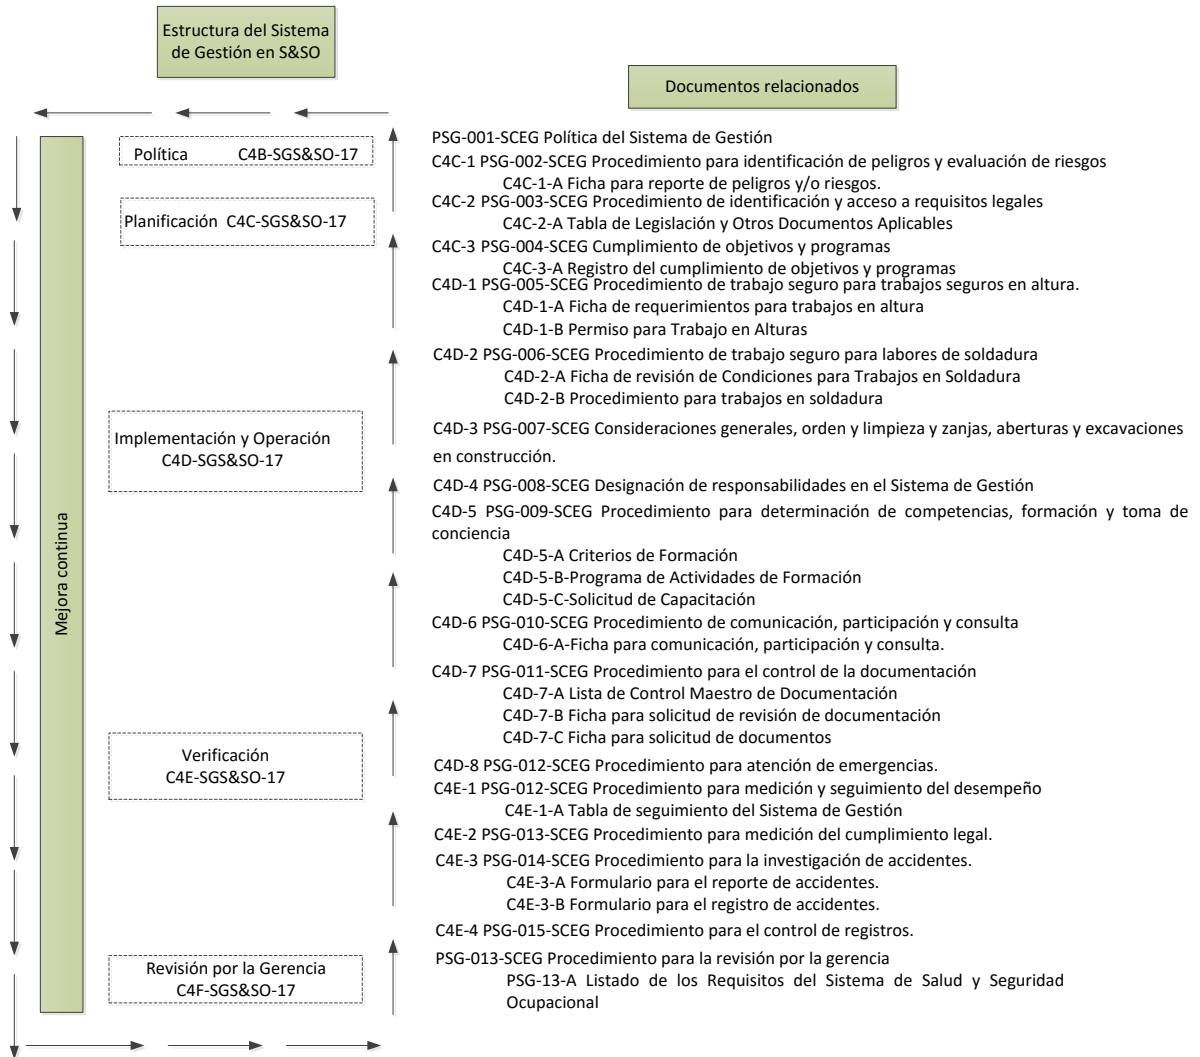 Estructura del Sistema
de Gestión en S&SO
Documentos relacionados
Mejora continua
Política C4B-SGS&SO-17
Planificación C4C-SGS&SO-17
Implementación y Operación
C4D-SGS&SO-17
Verificación
C4E-SGS&SO-17
Revisión por la Gerencia
C4F-SGS&SO-17
PSG-001-SCEG Política del Sistema de Gestión
C4C-1 PSG-002-SCEG Procedimiento para identificación de peligros y evaluación de riesgos
C4C-1-A Ficha para reporte de peligros y/o riesgos.
C4C-2 PSG-003-SCEG Procedimiento de identificación y acceso a requisitos legales
C4C-2-A Tabla de Legislación y Otros Documentos Aplicables
C4C-3 PSG-004-SCEG Cumplimiento de objetivos y programas
C4C-3-A Registro del cumplimiento de objetivos y programas
C4D-1 PSG-005-SCEG Procedimiento de trabajo seguro para trabajos seguros en altura.
C4D-1-A Ficha de requerimientos para trabajos en altura
C4D-1-B Permiso para Trabajo en Alturas
C4D-2 PSG-006-SCEG Procedimiento de trabajo seguro para labores de soldadura
C4D-2-A Ficha de revisión de Condiciones para Trabajos en Soldadura
C4D-2-B Procedimiento para trabajos en soldadura
C4D-3 PSG-007-SCEG Consideraciones generales, orden y limpieza y zanjas, aberturas y excavaciones
en construcción.
C4D-4 PSG-008-SCEG Designación de responsabilidades en el Sistema de Gestión
C4D-5 PSG-009-SCEG Procedimiento para determinación de competencias, formación y toma de
conciencia
C4D-5-A Criterios de Formación
C4D-5-B-Programa de Actividades de Formación
C4D-5-C-Solicitud de Capacitación
C4D-6 PSG-010-SCEG Procedimiento de comunicación, participación y consulta
C4D-6-A-Ficha para comunicación, participación y consulta.
C4D-7 PSG-011-SCEG Procedimiento para el control de la documentación
C4D-7-A Lista de Control Maestro de Documentación
C4D-7-B Ficha para solicitud de revisión de documentación
C4D-7-C Ficha para solicitud de documentos
C4D-8 PSG-012-SCEG Procedimiento para atención de emergencias.
C4E-1 PSG-012-SCEG Procedimiento para medición y seguimiento del desempeño
C4E-1-A Tabla de seguimiento del Sistema de Gestión
C4E-2 PSG-013-SCEG Procedimiento para medición del cumplimiento legal.
C4E-3 PSG-014-SCEG Procedimiento para la investigación de accidentes.
C4E-3-A Formulario para el reporte de accidentes.
C4E-3-B Formulario para el registro de accidentes.
C4E-4 PSG-015-SCEG Procedimiento para el control de registros.
PSG-013-SCEG Procedimiento para la revisión por la gerencia
PSG-13-A Listado de los Requisitos del Sistema de Salud y Seguridad
Ocupacional